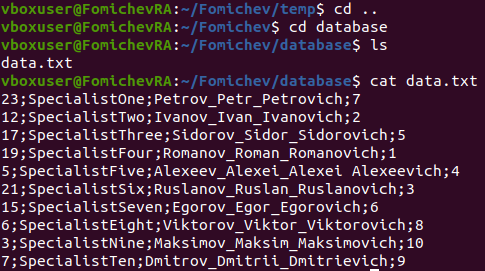 vboxuser@FomichevRA:~/Fomichev/temp$ cd ..
vboxuser@FomichevRA:~/Fomichev$ cd database
vboxuser@FomichevRA:~/Fomichev/database$ ls
data.txt
vboxuser@FomichevRA:~/Fomichev/database$ cat data.txt
23;SpecialistOne;Petrov_Petr_Petrovich;7
12;SpecialistTwo;Ivanov_Ivan_Ivanovich;2
17;SpecialistThree;Sidorov_Sidor_Sidorovich;5
19;SpecialistFour;Romanov_Roman_Romanovich;1
5;SpecialistFive;Alexeev_Alexei_Alexei Alexeevich;4
21;SpecialistSix;Ruslanov_Ruslan_Ruslanovich;3
15;SpecialistSeven;Egorov_Egor_Egorovich;6
6;SpecialistEight;Viktorov_Viktor_Viktorovich;8
3;SpecialistNine;Maksimov_Maksim_Maksimovich;10
7;SpecialistTen;Dmitrov_Dmitrii_Dmitrievich;9